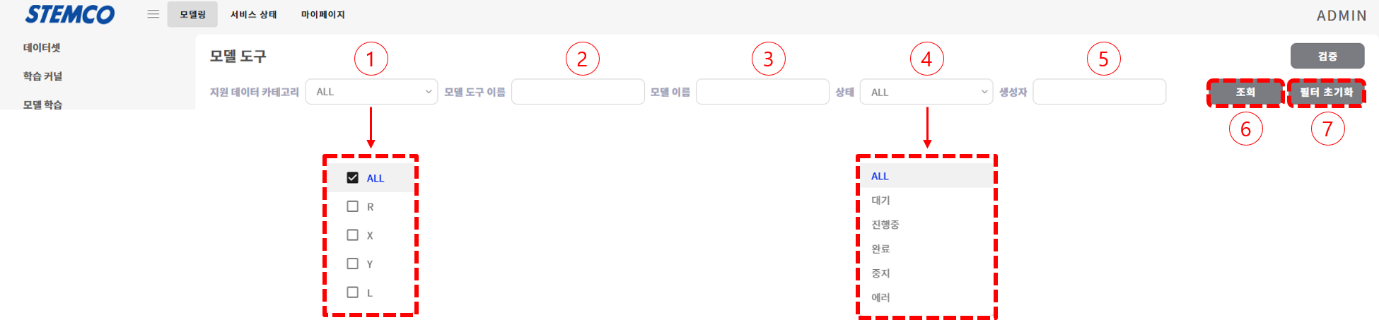 STEMCO 모델링 서비스 상태 마이페이지 ADMIN
데이터셋
학습 커널
모델 학습
모델 도구 ① ② ③ ④ ⑤ 검증
지원 데이터 카테고리 ALL 모델 도구 이름 모델 이름 상태 ALL 생성자 조회 필터 초기화
⑥ ⑦
ALL
R
X
Y
L
ALL
대기
진행중
완료
중지
에러